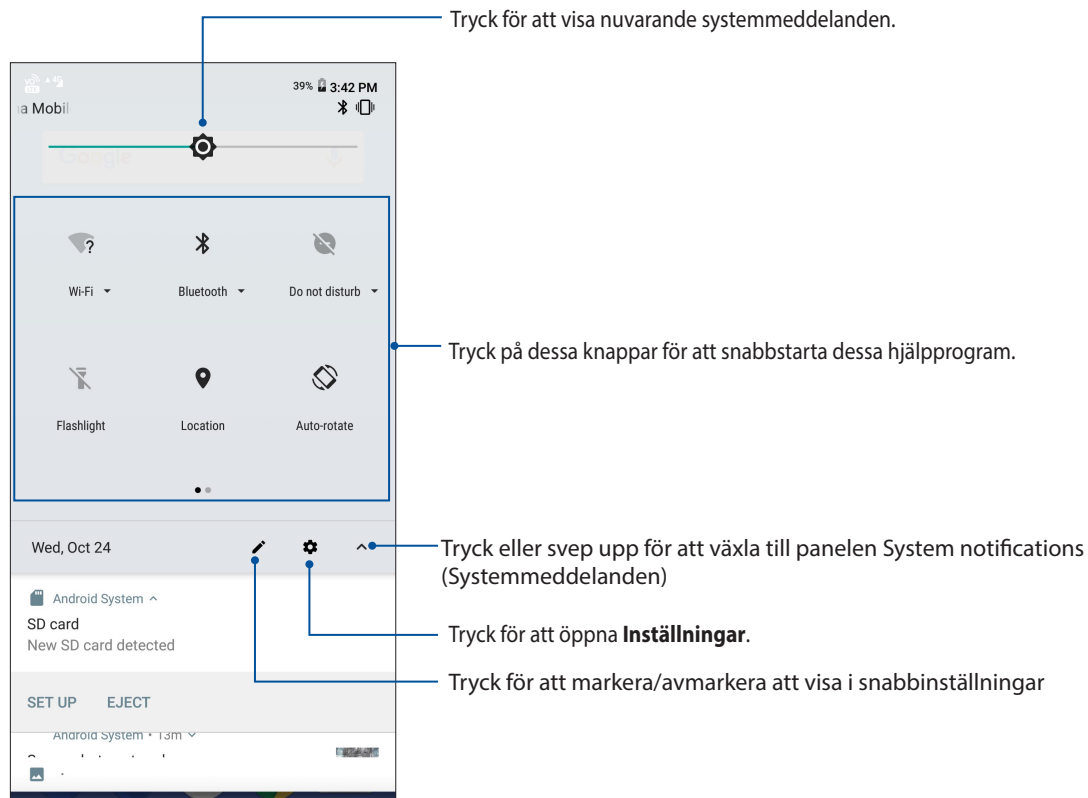 Tryck för att visa nuvarande systemmeddelanden.
39% 3:42 PM
a Mobil
Google
?
Wi-Fi
Bluetooth
Do not disturb
Tryck på dessa knappar för att snabbstarta dessa hjälpprogram.
Flashlight
Location
Auto-rotate
Wed, Oct 24
Tryck eller svep upp för att växla till panelen System notifications
(Systemmeddelanden)
Android System
SD card
New SD card detected
Tryck för att öppna Inställningar.
Tryck för att markera/avmarkera att visa i snabbinställningar
SET UP EJECT
Android System • 13m